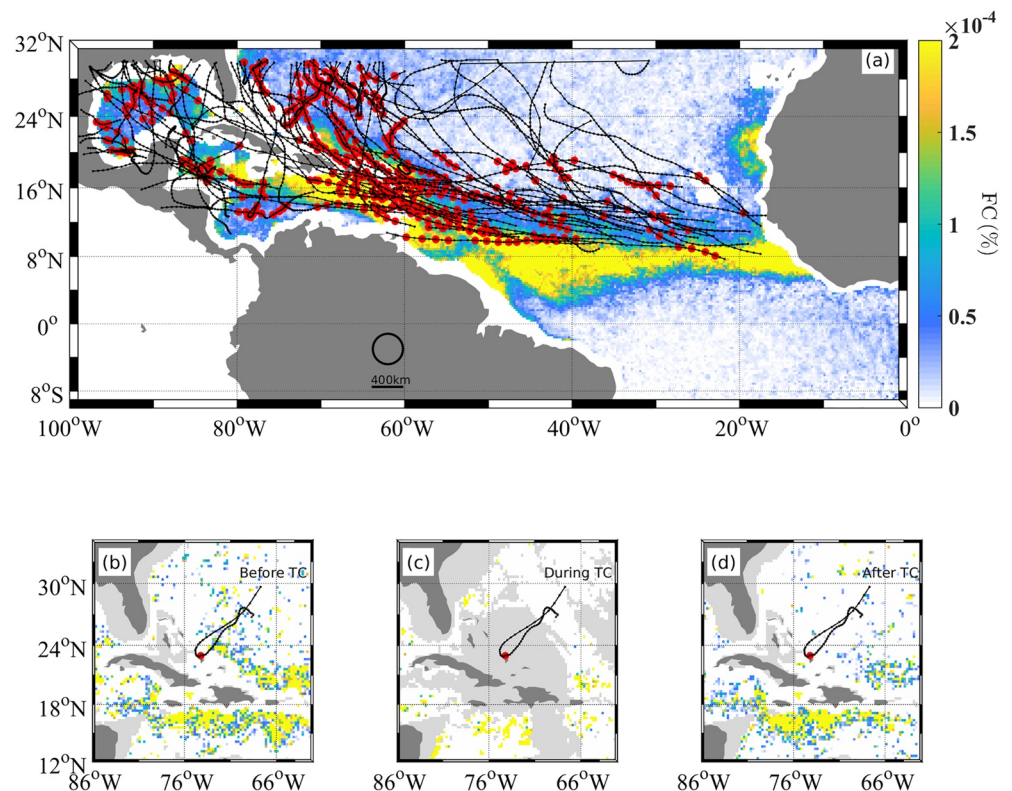 ×10⁻⁴
32°N
(a)
2
24°N
1.5
16°N
1
FC (%)
8°N
0.5
0°
400km
8°S
0
100°W 80°W 60°W 40°W 20°W 0°
(b) (c) (d)
Before TC During TC After TC
30°N
24°N
18°N
12°N
86°W 76°W 66°W 86°W 76°W 66°W 86°W 76°W 66°W